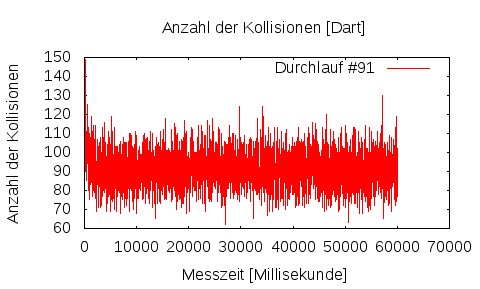 Anzahl der Kollisionen [Dart]
Durchlauf #91
Anzahl der Kollisionen
150
140
130
120
110
100
90
80
70
60
0 10000 20000 30000 40000 50000 60000 70000
Messzeit [Millisekunde]